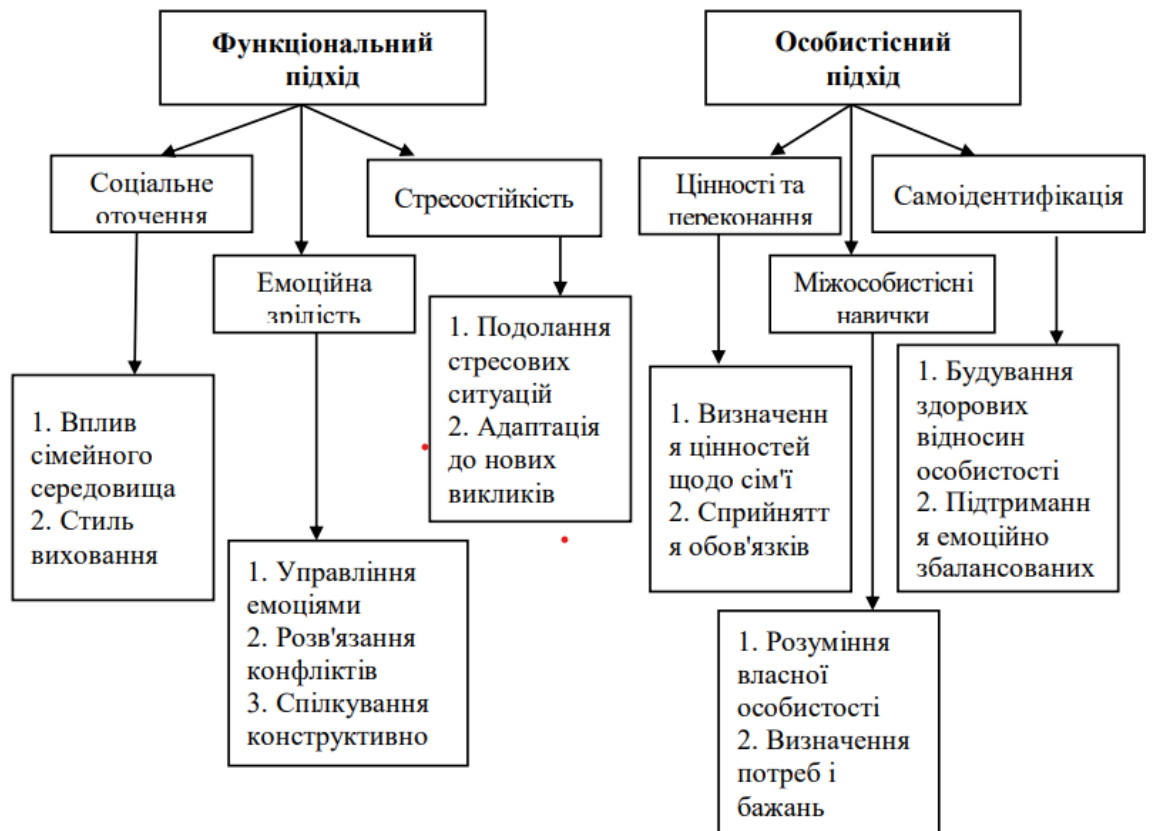 Функціональний
підхід
Особистісний
підхід
Соціальне
оточення
Стресостійкість
Цінності та
переконання
Самоідентифікація
Емоційна
зрілість
Міжособистісні
навички
1. Вплив
сімейного
середовища
2. Стиль
виховання
1. Подолання
стресових
ситуацій
2. Адаптація
до нових
викликів
1. Визначенн
я цінностей
щодо сім'ї
2. Сприйнятт
я обов'язків
1. Будування
здорових
відносин
особистості
2. Підтриманн
я емоційно
збалансованих
1. Управління
емоціями
2. Розв'язання
конфліктів
3. Спілкування
конструктивно
1. Розуміння
власної
особистості
2. Визначення
потреб і
бажань